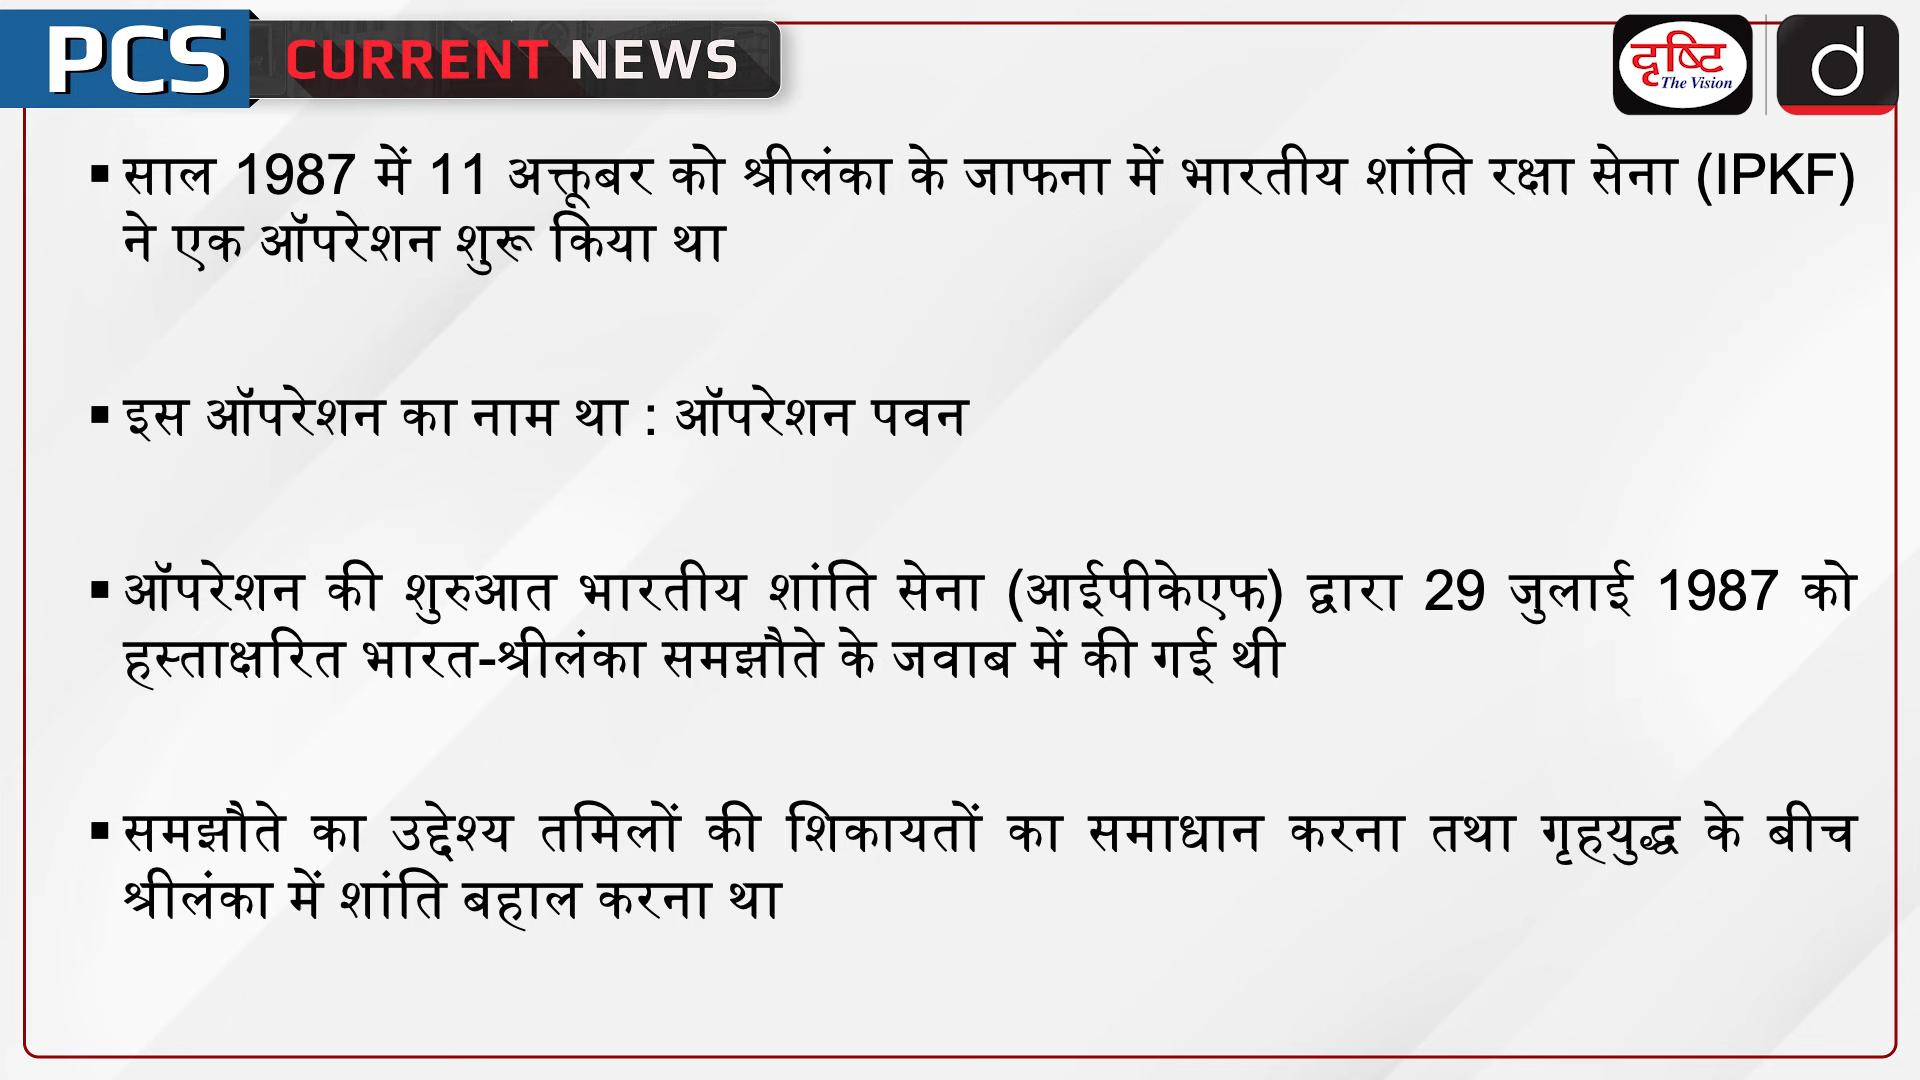 PCS CURRENT NEWS
दृष्टि
The Vision
d
▪ साल 1987 में 11 अक्तूबर को श्रीलंका के जाफना में भारतीय शांति रक्षा सेना (IPKF)
ने एक ऑपरेशन शुरू किया था
▪ इस ऑपरेशन का नाम था : ऑपरेशन पवन
▪ ऑपरेशन की शुरुआत भारतीय शांति सेना (आईपीकेएफ) द्वारा 29 जुलाई 1987 को
हस्ताक्षरित भारत-श्रीलंका समझौते के जवाब में की गई थी
▪ समझौते का उद्देश्य तमिलों की शिकायतों का समाधान करना तथा गृहयुद्ध के बीच
श्रीलंका में शांति बहाल करना था